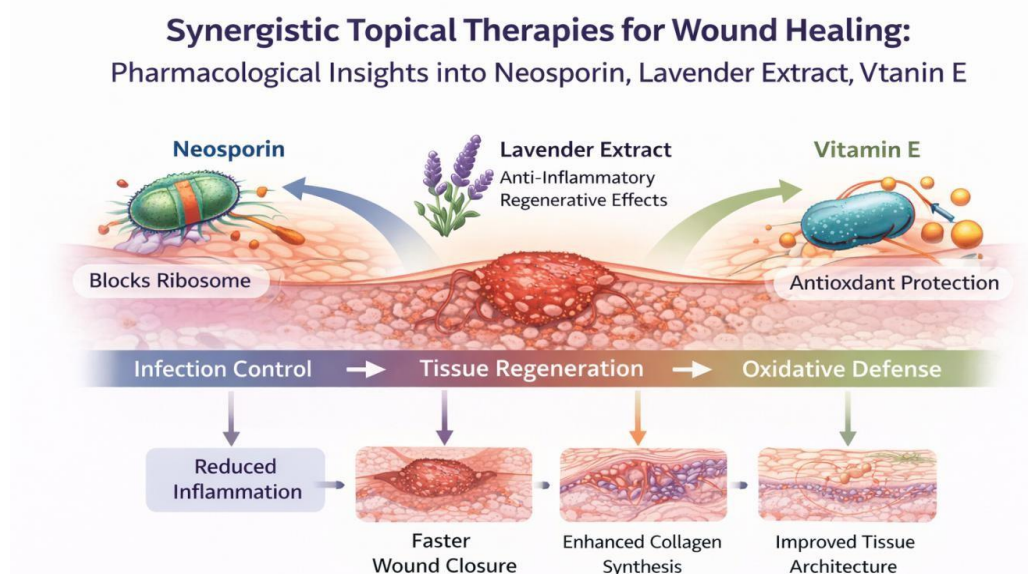 Synergistic Topical Therapies for Wound Healing:
Pharmacological Insights into Neosporin, Lavender Extract, Vtanin E
Neosporin
Lavender Extract
Anti-Inflammatory
Regenerative Effects
Vitamin E
Blocks Ribosome
Antioxdant Protection
Infection Control
Tissue Regeneration
Oxidative Defense
Reduced
Inflammation
Faster
Wound Closure
Enhanced Collagen
Synthesis
Improved Tissue
Architecture